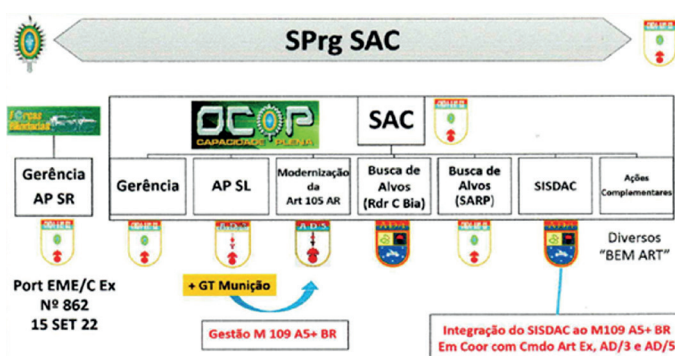 SPrg SAC
FOrças
Blindadas
OCOP
CAPACIDADE PLENA
SAC
Gerência
AP SR
Gerência
AP SL
Modernização
da
Art 105 AR
Busca de
Alvos
(Rdr C Bia)
Busca de
Alvos
(SARP)
SISDAC
Ações
Complementares
Port EME/C Ex
Nº 862
15 SET 22
+ GT Munição
Diversos
"BEM ART"
Gestão M 109 A5+ BR
Integração do SISDAC ao M109 A5+ BR
Em Coor com Cmdo Art Ex, AD/3 e AD/5